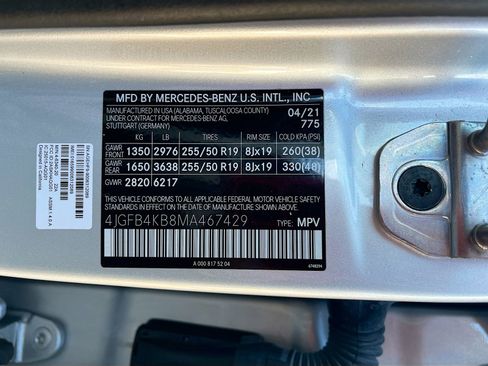 MFD BY MERCEDES-BENZ U.S. INTL., INC
MANUFACTURED IN USA (ALABAMA, TUSCALOOSA COUNTY) 04/21
UNDER CONTRACT FOR MERCEDES-BENZ AG, 775
STUTTGART (GERMANY)
KG LB TIRES RIM SIZE COLD KPA (PSI)
GAWR FRONT 1350 2976 255/50 R19 8Jx19 260(38)
GAWR REAR 1650 3638 255/50 R19 8Jx19 330(48)
GVWR 2820 6217
THIS VEHICLE CONFORMS TO ALL APPLICABLE FEDERAL MOTOR VEHICLE SAFETY
STANDARDS IN EFFECT ON THE DATE OF MANUFACTURE SHOWN ABOVE.
4JGFB4KB8MA467429 TYPE: MPV
A 000 817 52 04
Designed in California